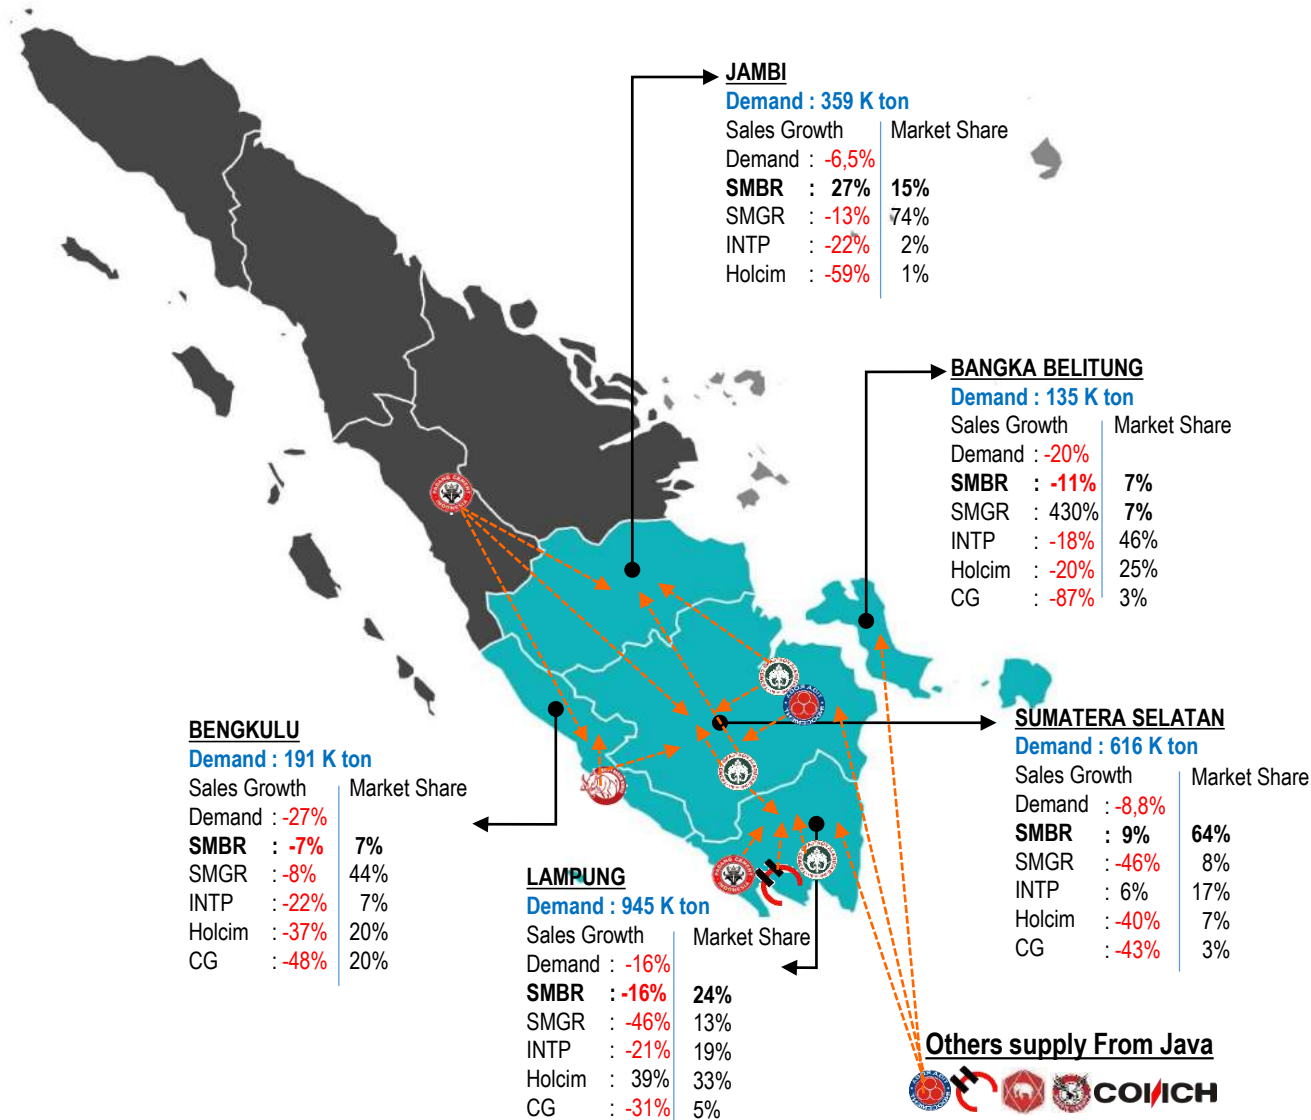 JAMBI
Demand : 359 K ton
Sales Growth Market Share
Demand : -6,5%
SMBR : 27% 15%
SMGR : -13% 74%
INTP : -22% 2%
Holcim : -59% 1%
BANGKA BELITUNG
Demand : 135 K ton
Sales Growth Market Share
Demand : -20%
SMBR : -11% 7%
SMGR : 430% 7%
INTP : -18% 46%
Holcim : -20% 25%
CG : -87% 3%
PADANG CEMENT
INDONESIA
BENGKULU
Demand : 191 K ton
Sales Growth Market Share
Demand : -27%
SMBR : -7% 7%
SMGR : -8% 44%
INTP : -22% 7%
Holcim : -37% 20%
CG : -48% 20%
SUMATERA SELATAN
Demand : 616 K ton
Sales Growth Market Share
Demand : -8,8%
SMBR : 9% 64%
SMGR : -46% 8%
INTP : 6% 17%
Holcim : -40% 7%
CG : -43% 3%
PADANG CEMENT
INDONESIA
LAMPUNG
Demand : 945 K ton
Sales Growth Market Share
Demand : -16%
SMBR : -16% 24%
SMGR : -46% 13%
INTP : -21% 19%
Holcim : 39% 33%
CG : -31% 5%
Others supply From Java
CONCH